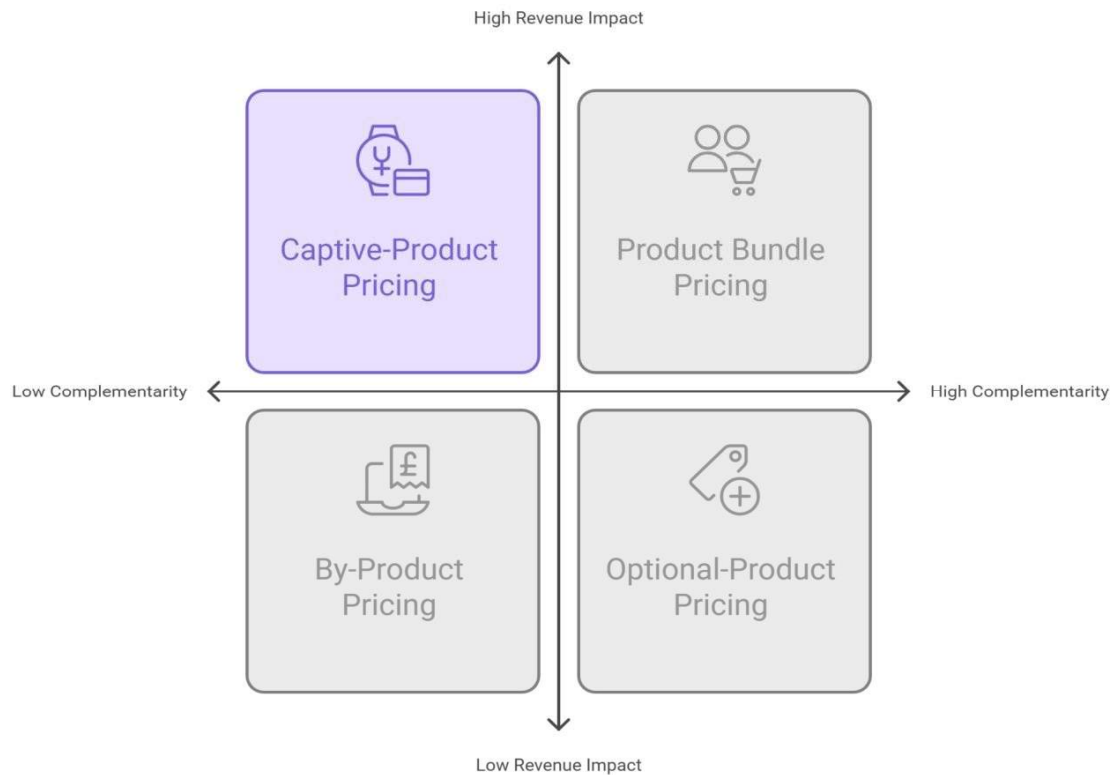 High Revenue Impact
¥
Captive-Product
Pricing
Product Bundle
Pricing
Low Complementarity
High Complementarity
£
By-Product
Pricing
Optional-Product
Pricing
Low Revenue Impact